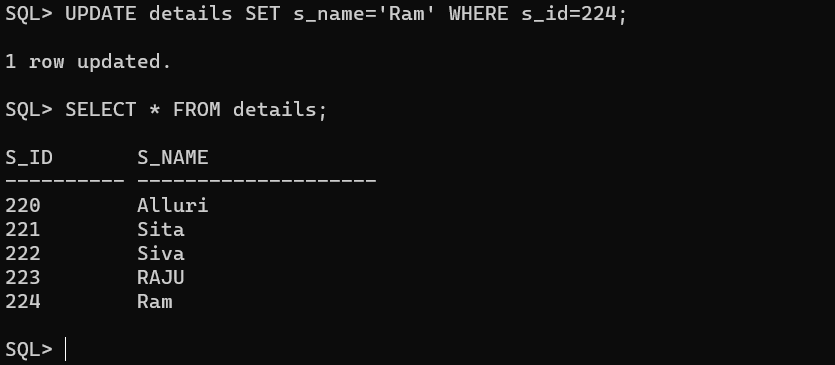 SQL> UPDATE details SET s_name='Ram' WHERE s_id=224;
1 row updated.
SQL> SELECT * FROM details;
S_ID       S_NAME
---------- --------------------
220        Alluri
221        Sita
222        Siva
223        RAJU
224        Ram
SQL>